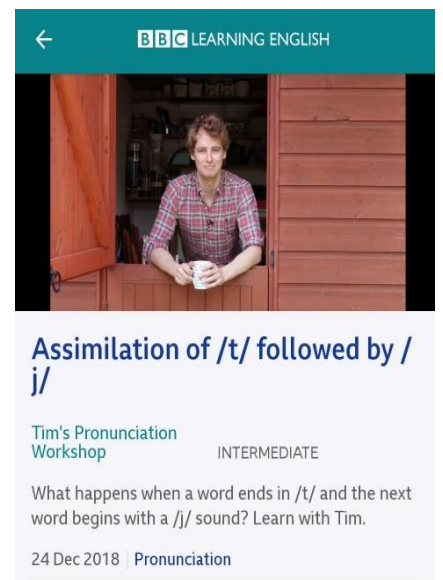 BBC LEARNING ENGLISH
Assimilation of /t/ followed by /
j/
Tim's Pronunciation
Workshop
INTERMEDIATE
What happens when a word ends in /t/ and the next
word begins with a /j/ sound? Learn with Tim.
24 Dec 2018 Pronunciation